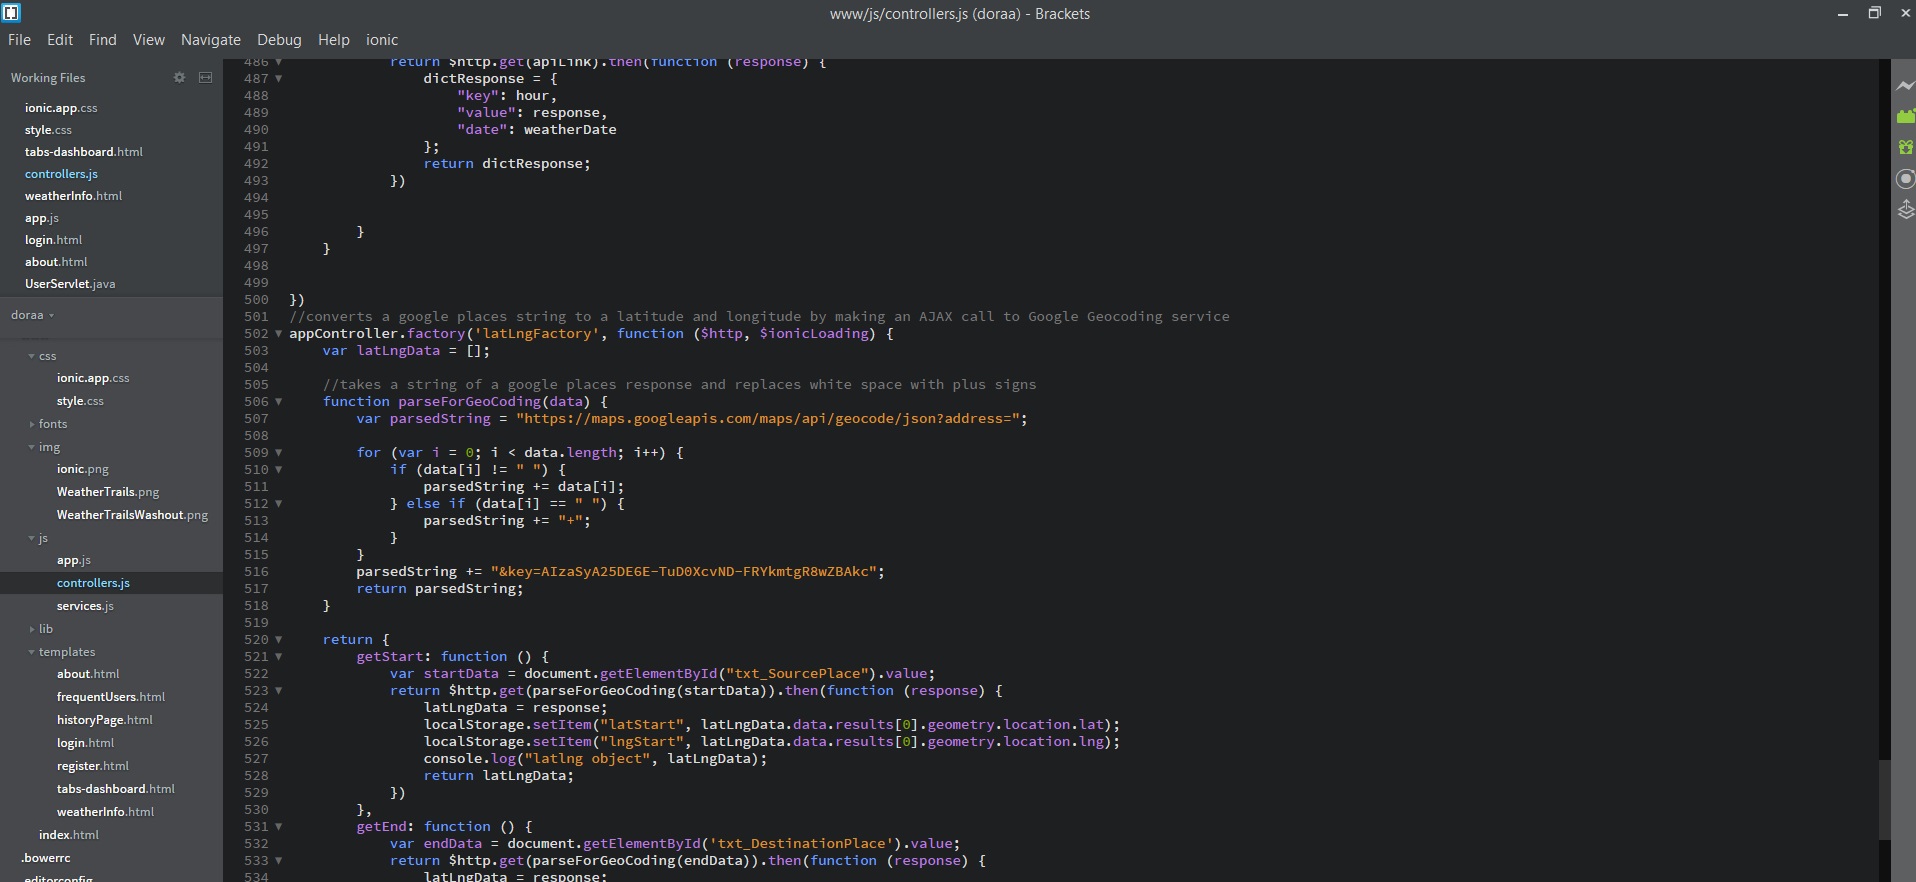 www/js/controllers.js (doraa) - Brackets
File Edit Find View Navigate Debug Help ionic
Working Files
ionic.app.css
style.css
tabs-dashboard.html
controllers.js
weatherInfo.html
app.js
login.html
about.html
UserServlet.java
doraa
css
ionic.app.css
style.css
fonts
img
ionic.png
WeatherTrails.png
WeatherTrailsWashout.png
js
app.js
controllers.js
services.js
lib
templates
about.html
frequentUsers.html
historyPage.html
login.html
register.html
tabs-dashboard.html
weatherInfo.html
index.html
.bowerrc
.editorconfig
486 return $http.get(apiLink).then(function (response) {
487 dictResponse = {
488 "key": hour,
489 "value": response,
490 "date": weatherDate
491 };
492 return dictResponse;
493 })
494
495
496 }
497 }
498
499
500 })
501 //converts a google places string to a latitude and longitude by making an AJAX call to Google Geocoding service
502 appController.factory('latLngFactory', function ($http, $ionicLoading) {
503 var latLngData = [];
504
505 //takes a string of a google places response and replaces white space with plus signs
506 function parseForGeoCoding(data) {
507 var parsedString = "https://maps.googleapis.com/maps/api/geocode/json?address=";
508
509 for (var i = 0; i < data.length; i++) {
510 if (data[i] != " ") {
511 parsedString += data[i];
512 } else if (data[i] == " ") {
513 parsedString += "+";
514 }
515 }
516 parsedString += "&key=AIzaSyA25DE6E-TuD0XcvND-FRYkmtgR8wZBAkc";
517 return parsedString;
518 }
519
520 return {
521 getStart: function () {
522 var startData = document.getElementById("txt_SourcePlace").value;
523 return $http.get(parseForGeoCoding(startData)).then(function (response) {
524 latLngData = response;
525 localStorage.setItem("latStart", latLngData.data.results[0].geometry.location.lat);
526 localStorage.setItem("lngStart", latLngData.data.results[0].geometry.location.lng);
527 console.log("latlng object", latLngData);
528 return latLngData;
529 })
530 },
531 getEnd: function () {
532 var endData = document.getElementById('txt_DestinationPlace').value;
533 return $http.get(parseForGeoCoding(endData)).then(function (response) {
534 latLngData = response;